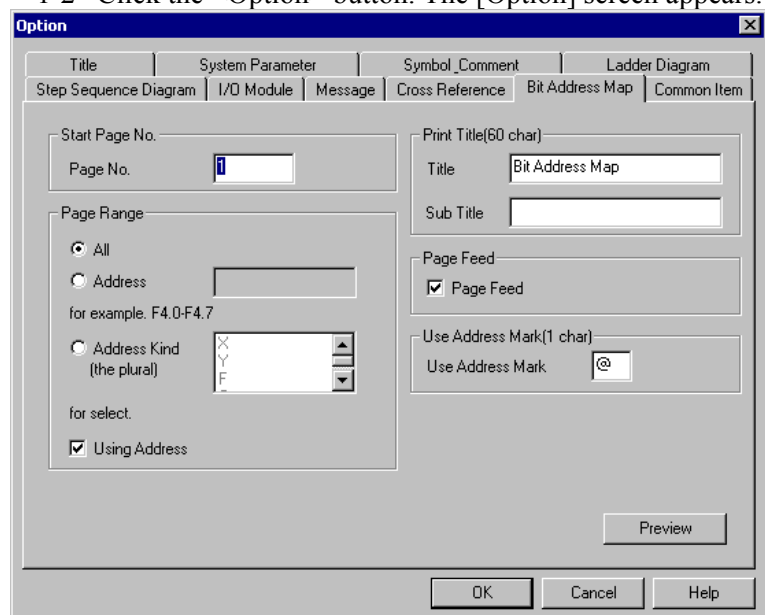 1-2 Click the "Option" button. The [Option] screen appears.
Option
Title System Parameter Symbol_Comment Ladder Diagram
Step Sequence Diagram I/O Module Message Cross Reference Bit Address Map Common Item
Start Page No.
Page No. 1
Page Range
All
Address
for example. F4.0-F4.7
Address Kind
(the plural)
X
Y
F
for select.
Using Address
Print Title(60 char)
Title Bit Address Map
Sub Title
Page Feed
Page Feed
Use Address Mark(1 char)
Use Address Mark @
Preview
OK Cancel Help